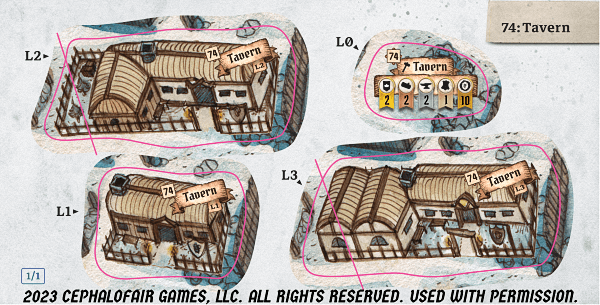 74: Tavern
L2
74
Tavern
L2
L0
74
Tavern
2 2 2 1 10
L1
74
Tavern
L1
L3
74
Tavern
L3
1/1
2023 CEPHALOFAIR GAMES, LLC. ALL RIGHTS RESERVED. USED WITH PERMISSION.